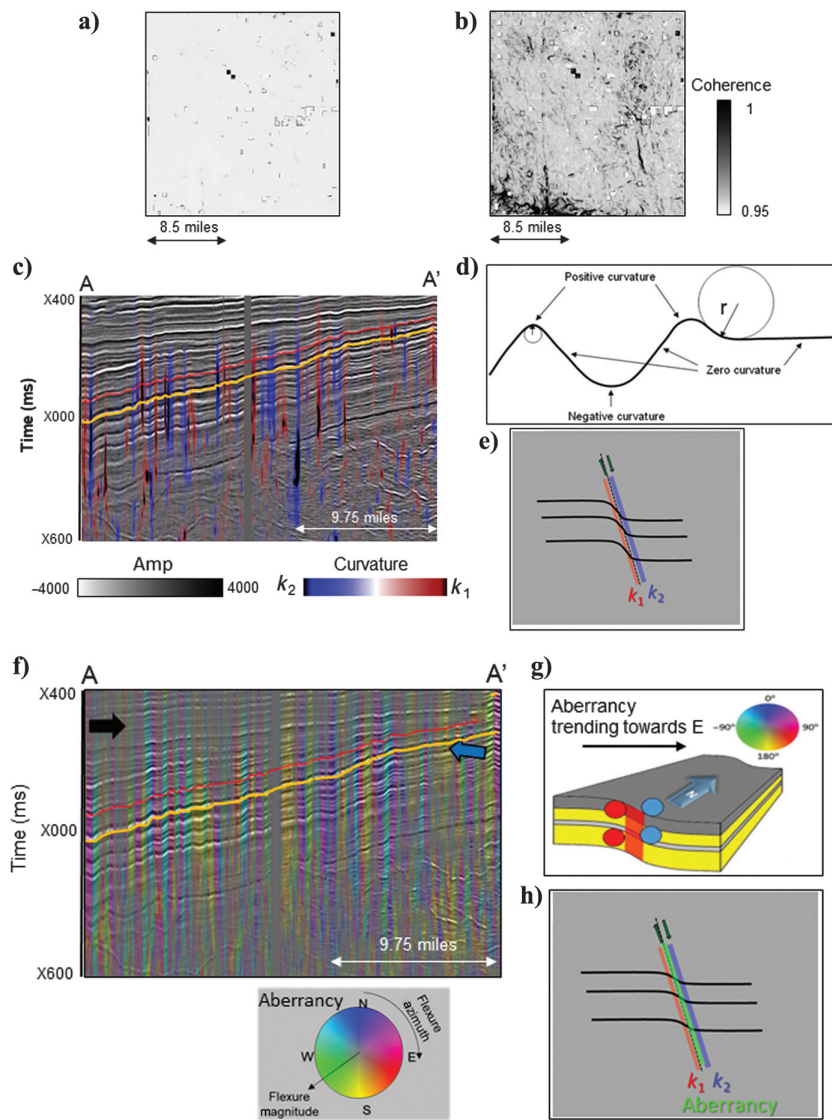 a)
b)
Coherence
1
0.95
8.5 miles
8.5 miles
c)
A
A'
X400
X000
X600
Time (ms)
9.75 miles
Amp
−4000
4000
Curvature
k2
k1
d)
Positive curvature
r
Zero curvature
Negative curvature
e)
k1
k2
f)
A
A'
X400
X000
X600
Time (ms)
9.75 miles
Aberrancy
N
W
E
S
Flexure
azimuth
Flexure
magnitude
g)
Aberrancy
trending towards E
0°
−90°
90°
180°
N
h)
k1
k2
Aberrancy